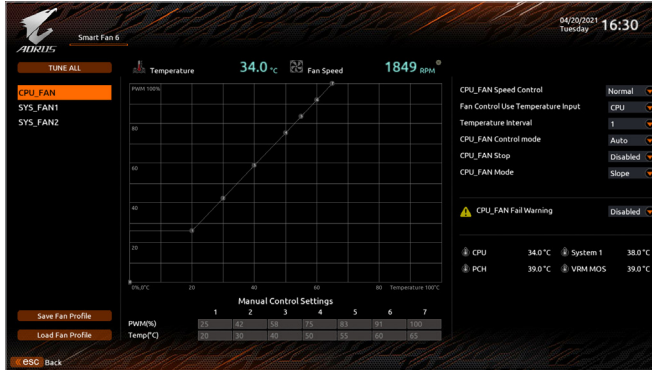 AORUS
Smart Fan 6
04/20/2021
Tuesday
16:30
TUNE ALL
Temperature 34.0 °C Fan Speed 1849 RPM
CPU_FAN
SYS_FAN1
SYS_FAN2
PWM 100%
80
60
40
20
0%,0°C 20 40 60 80 Temperature 100°C
CPU_FAN Speed Control Normal
Fan Control Use Temperature Input CPU
Temperature Interval 1
CPU_FAN Control mode Auto
CPU_FAN Stop Disabled
CPU_FAN Mode Slope
CPU_FAN Fail Warning Disabled
CPU 34.0°C System 1 38.0°C
PCH 39.0°C VRM MOS 39.0°C
Manual Control Settings
1 2 3 4 5 6 7
PWM(%) 25 42 58 75 83 91 100
Temp(°C) 20 30 40 50 55 60 65
Save Fan Profile
Load Fan Profile
esc Back